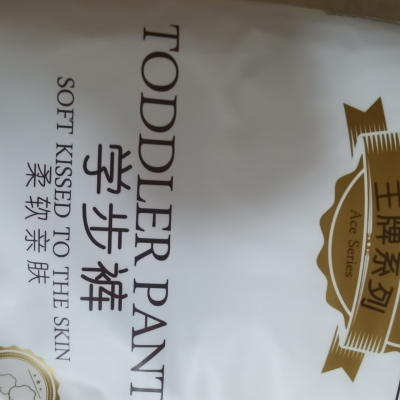 王牌系列
Ace Series
TODDLER PANT
学步裤
SOFT KISSED TO THE SKIN
柔软亲肤